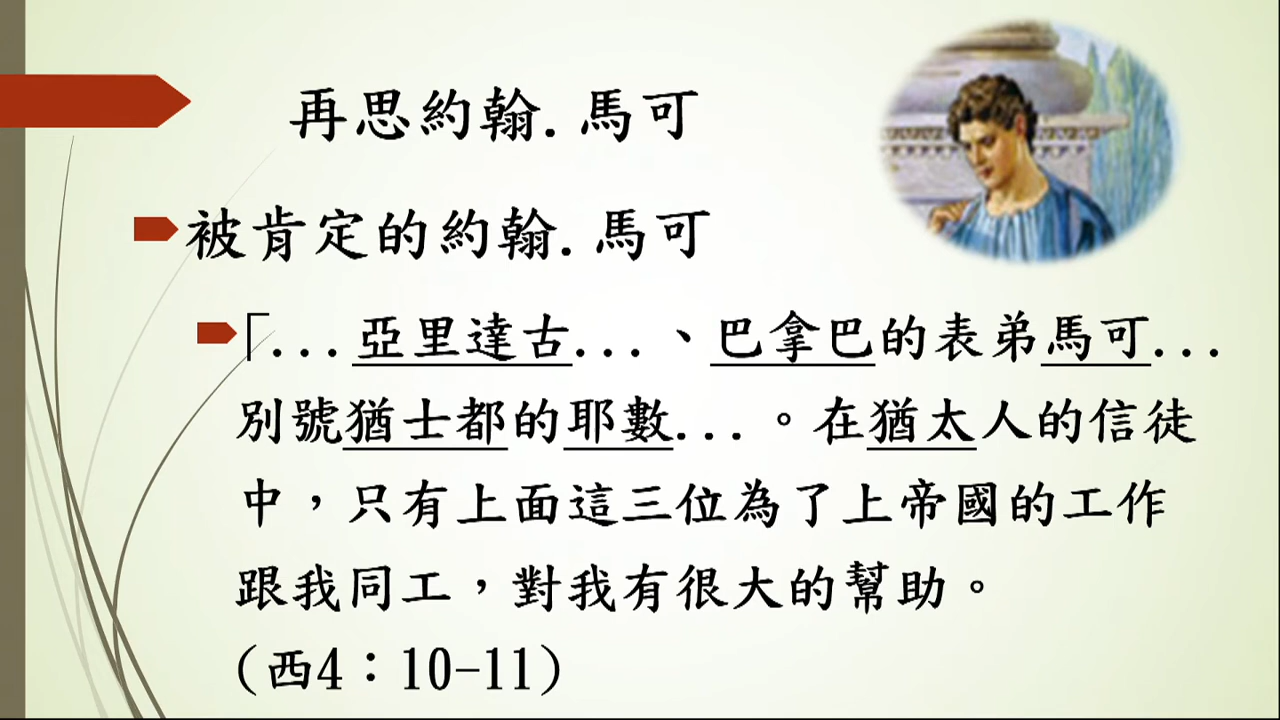 再思約翰.馬可
被肯定的約翰.馬可
「...亞里達古...、巴拿巴的表弟馬可...
別號猶士都的耶數...。在猶太人的信徒
中，只有上面這三位為了上帝國的工作
跟我同工，對我有很大的幫助。
(西4：10-11)